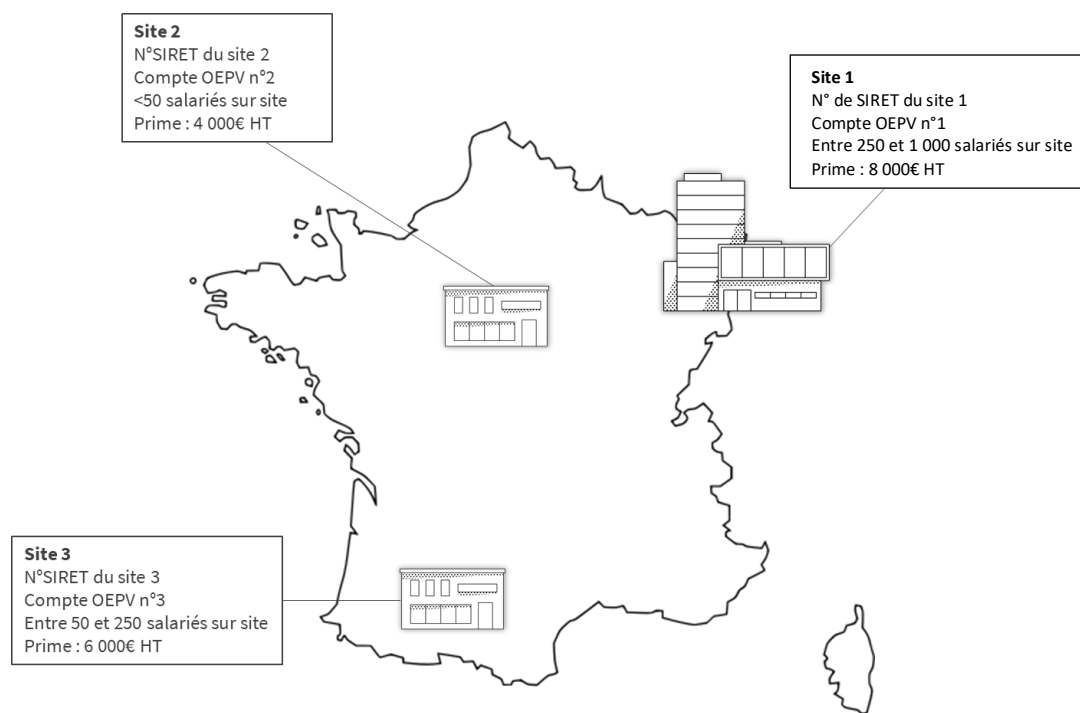 Site 2
N°SIRET du site 2
Compte OEPV n°2
<50 salariés sur site
Prime : 4 000€ HT
Site 1
N° de SIRET du site 1
Compte OEPV n°1
Entre 250 et 1 000 salariés sur site
Prime : 8 000€ HT
Site 3
N°SIRET du site 3
Compte OEPV n°3
Entre 50 et 250 salariés sur site
Prime : 6 000€ HT